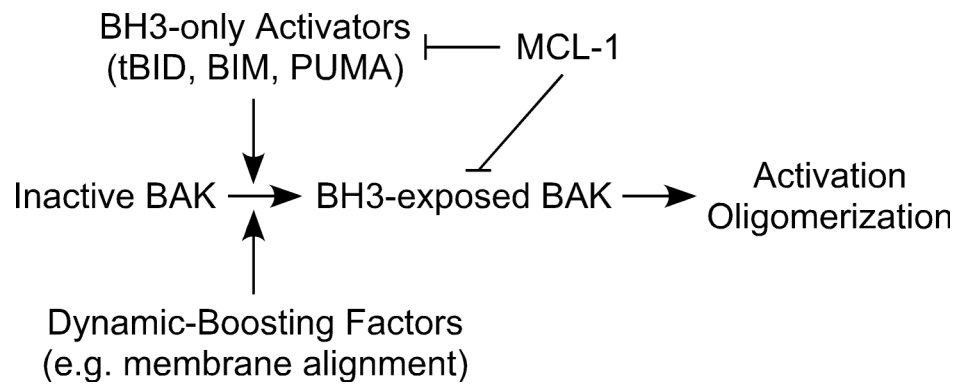 BH3-only Activators
(tBID, BIM, PUMA)
MCL-1
Inactive BAK
BH3-exposed BAK
Activation
Oligomerization
Dynamic-Boosting Factors
(e.g. membrane alignment)